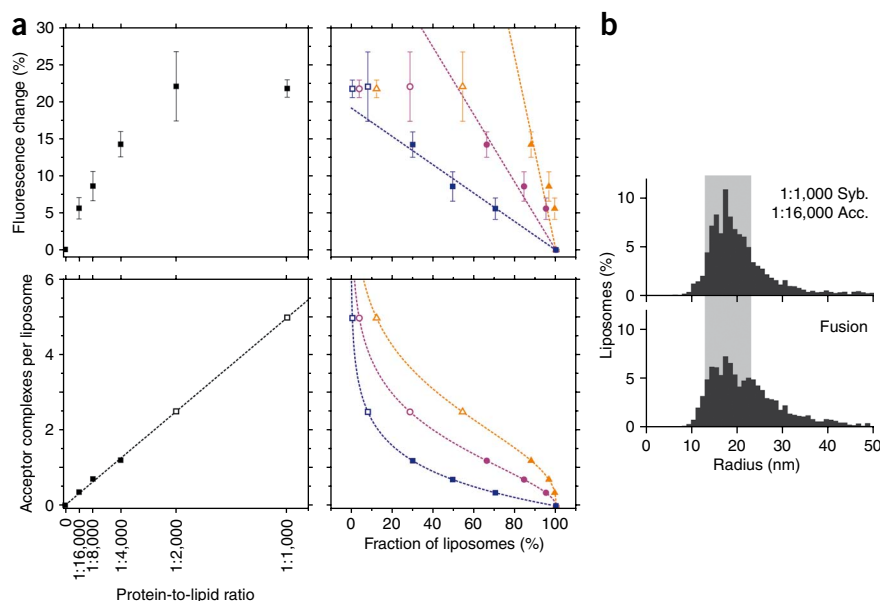 a
Fluorescence change (%)
30
25
20
15
10
5
0
Acceptor complexes per liposome
6
4
2
0
0
1:16,000
1:8,000
1:4,000
1:2,000
1:1,000
Protein-to-lipid ratio
0 20 40 60 80 100
Fraction of liposomes (%)
b
Liposomes (%)
10
5
0
1:1,000 Syb.
1:16,000 Acc.
10
5
0
Fusion
0 10 20 30 40 50
Radius (nm)